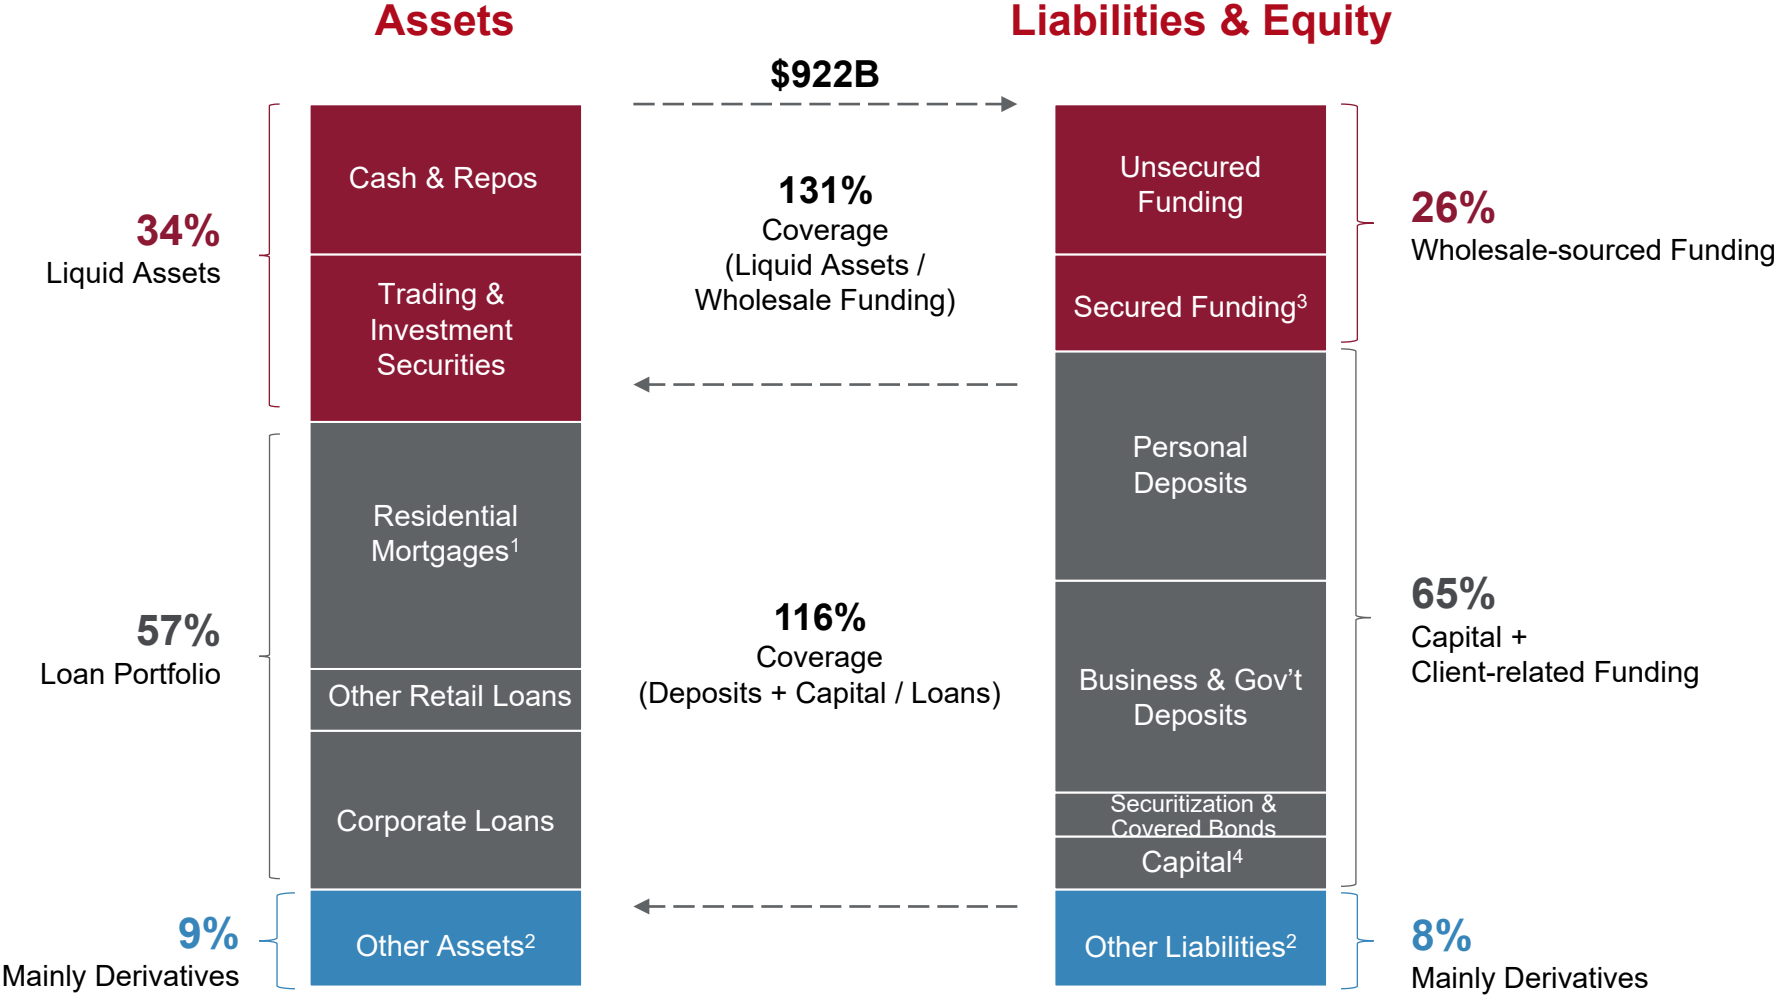 Assets
Liabilities & Equity
$922B
34%
Liquid Assets
Cash & Repos
Trading &
Investment
Securities
131%
Coverage
(Liquid Assets /
Wholesale Funding)
Unsecured
Funding
Secured Funding³
26%
Wholesale-sourced Funding
57%
Loan Portfolio
Residential
Mortgages¹
Other Retail Loans
Corporate Loans
116%
Coverage
(Deposits + Capital / Loans)
Personal
Deposits
Business & Gov’t
Deposits
Securitization &
Covered Bonds
Capital⁴
65%
Capital +
Client-related Funding
9%
Mainly Derivatives
Other Assets²
Other Liabilities²
8%
Mainly Derivatives